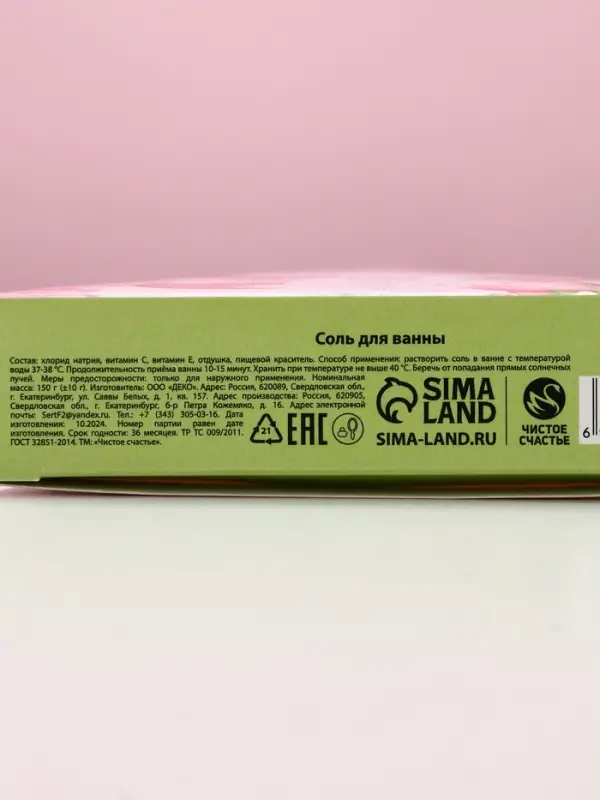 Соль для ванны
Состав: хлорид натрия, витамин С, витамин Е, отдушка, пищевой краситель. Способ применения: растворить соль в ванне с температурой
воды 37-38 °С. Продолжительность приёма ванны 10-15 минут. Хранить при температуре не выше 40 °С. Беречь от попадания прямых солнечных
лучей. Меры предосторожности: только для наружного применения. Номинальная
масса: 150 г (±10 г). Изготовитель: ООО «ДЕКО». Адрес: Россия, 620089, Свердловская обл.,
г. Екатеринбург, ул. Саввы Белых, д. 1, кв. 157. Адрес производства: Россия, 620905,
Свердловская обл., г. Екатеринбург, б-р Петра Кожемяко, д. 16. Адрес электронной
почты: SertF2@yandex.ru. Тел.: +7 (343) 305-03-16. Дата
изготовления: 10.2024. Номер партии равен дате
изготовления. Срок годности: 36 месяцев. ТР ТС 009/2011.
ГОСТ 32851-2014. ТМ: «Чистое счастье».
21
EAC
SIMA
LAND
SIMA-LAND.RU
ЧИСТОЕ
СЧАСТЬЕ
6